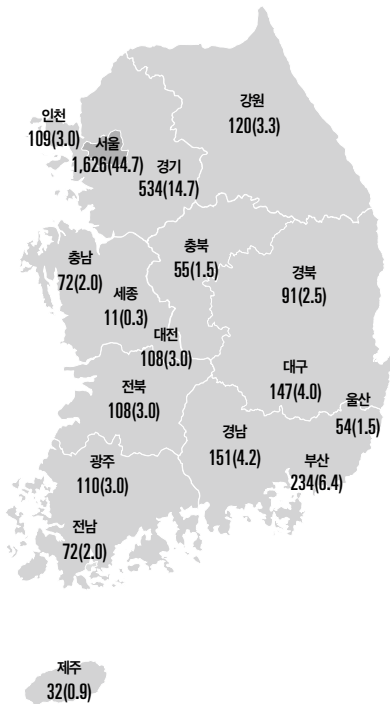 강원
120(3.3)
인천
109(3.0)
서울
1,626(44.7)
경기
534(14.7)
충북
55(1.5)
충남
72(2.0)
경북
91(2.5)
세종
11(0.3)
대전
108(3.0)
대구
147(4.0)
전북
108(3.0)
울산
54(1.5)
경남
151(4.2)
부산
234(6.4)
광주
110(3.0)
전남
72(2.0)
제주
32(0.9)